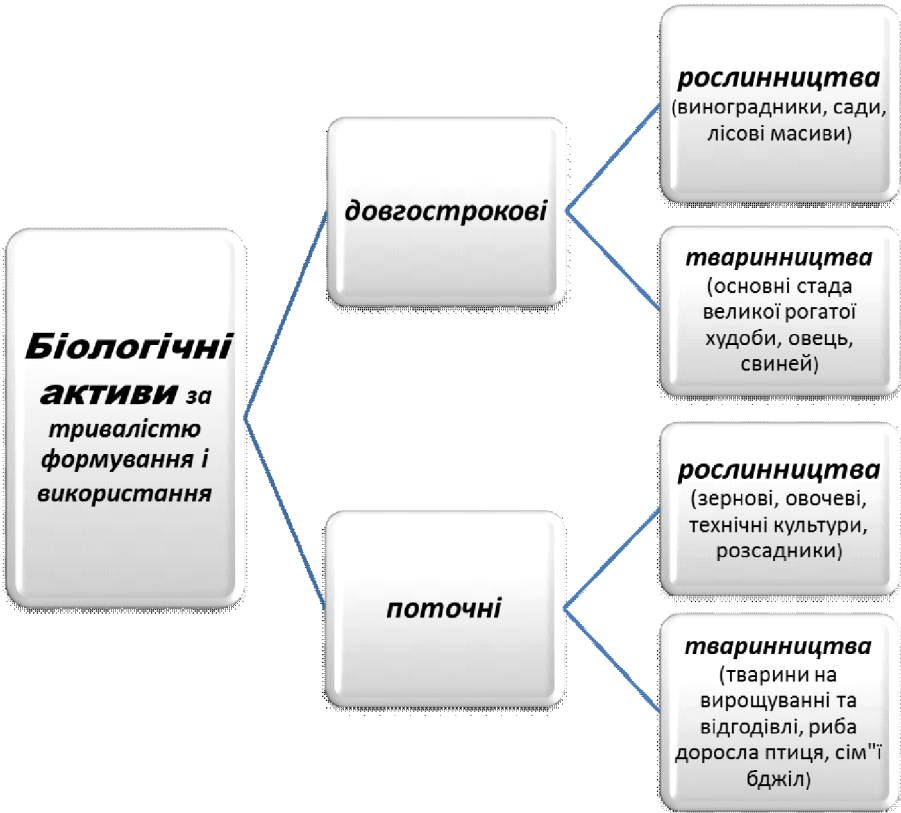 Біологічні
активи за
тривалістю
формування і
використання
довгострокові
рослинництва
(виноградники, сади,
лісові масиви)
тваринництва
(основні стада
великої рогатої
худоби, овець,
свиней)
поточні
рослинництва
(зернові, овочеві,
технічні культури,
розсадники)
тваринництва
(тварини на
вирощуванні та
відгодівлі, риба
доросла птиця, сім"ї
бджіл)